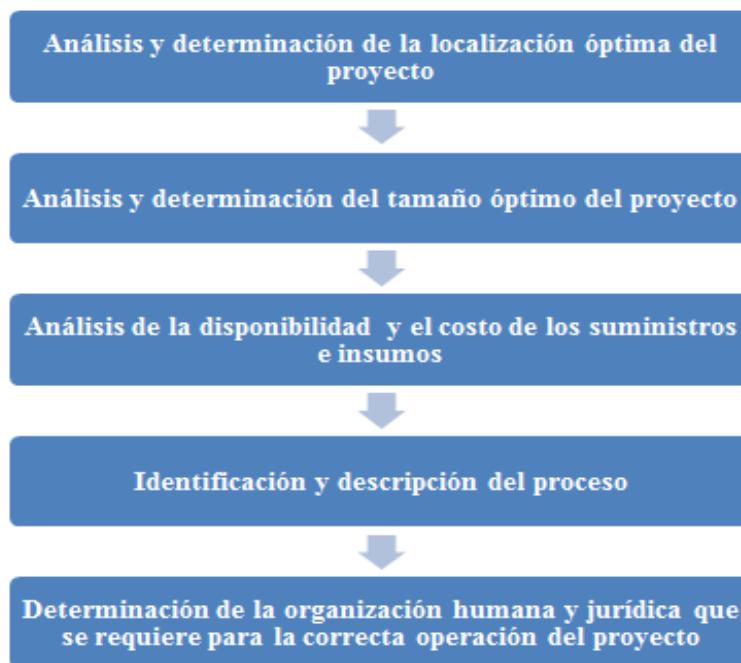 Análisis y determinación de la localización óptima del
proyecto
Análisis y determinación del tamaño óptimo del proyecto
Análisis de la disponibilidad y el costo de los suministros
e insumos
Identificación y descripción del proceso
Determinación de la organización humana y jurídica que
se requiere para la correcta operación del proyecto